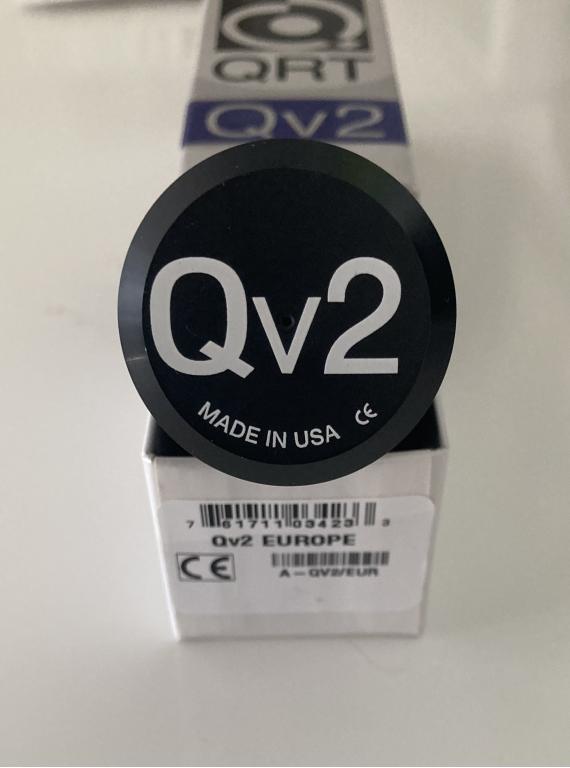 QRT
Qv2
Qv2
MADE IN USA CE
7 61711 03423 3
Qv2 EUROPE
CE
A-QV2/EUR